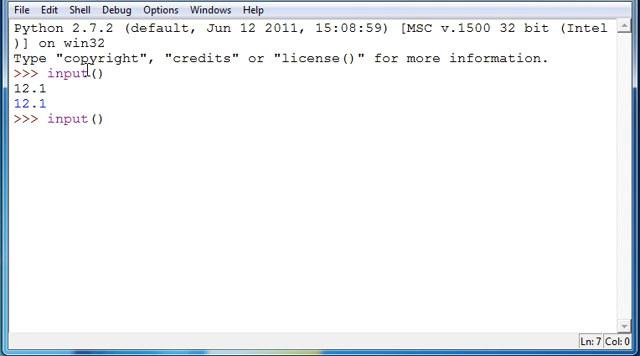 File Edit Shell Debug Options Windows Help
Python 2.7.2 (default, Jun 12 2011, 15:08:59) [MSC v.1500 32 bit (Intel
)] on win32
Type "copyright", "credits" or "license()" for more information.
>>> input()
12.1
12.1
>>> input()
Ln: 7 Col: 0